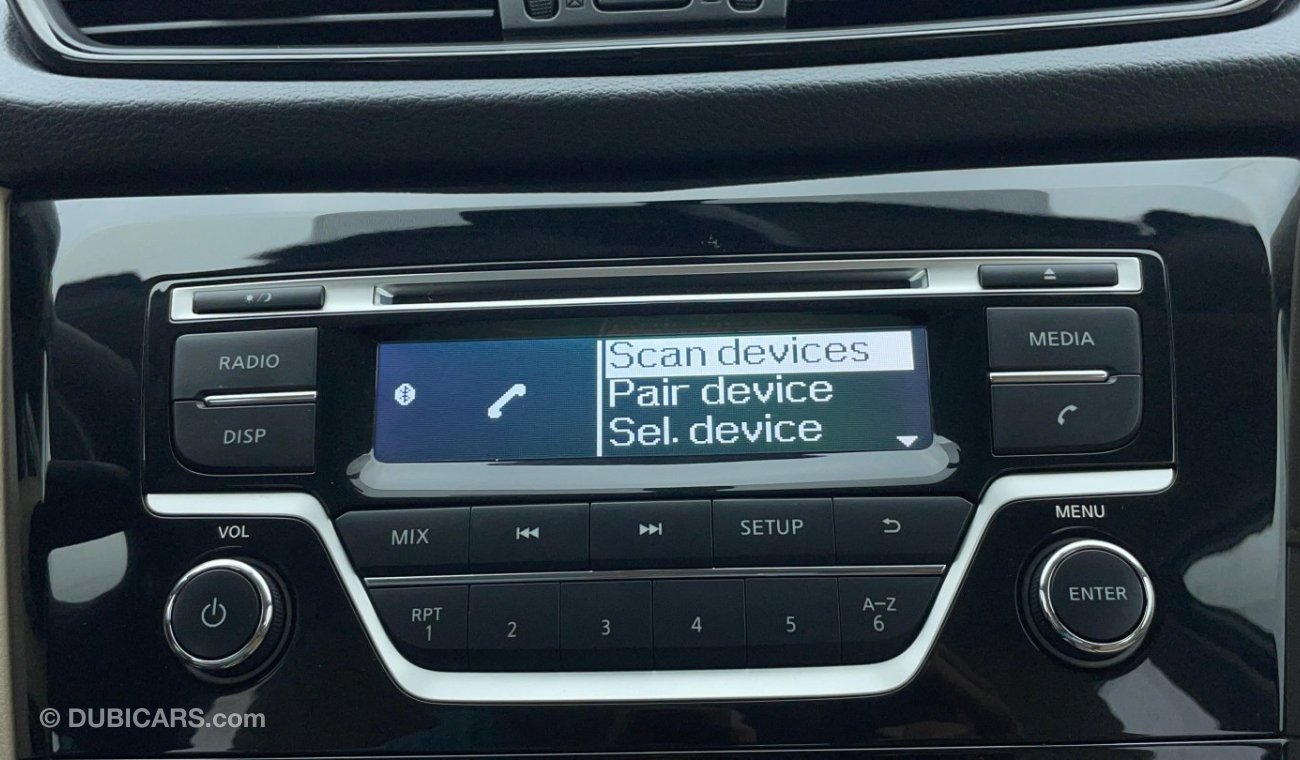 RADIO
MEDIA
DISP
Scan devices
Pair device
Sel. device
VOL
MIX
SETUP
MENU
ENTER
RPT
1
2
3
4
5
A-Z
6
© DUBICARS.com